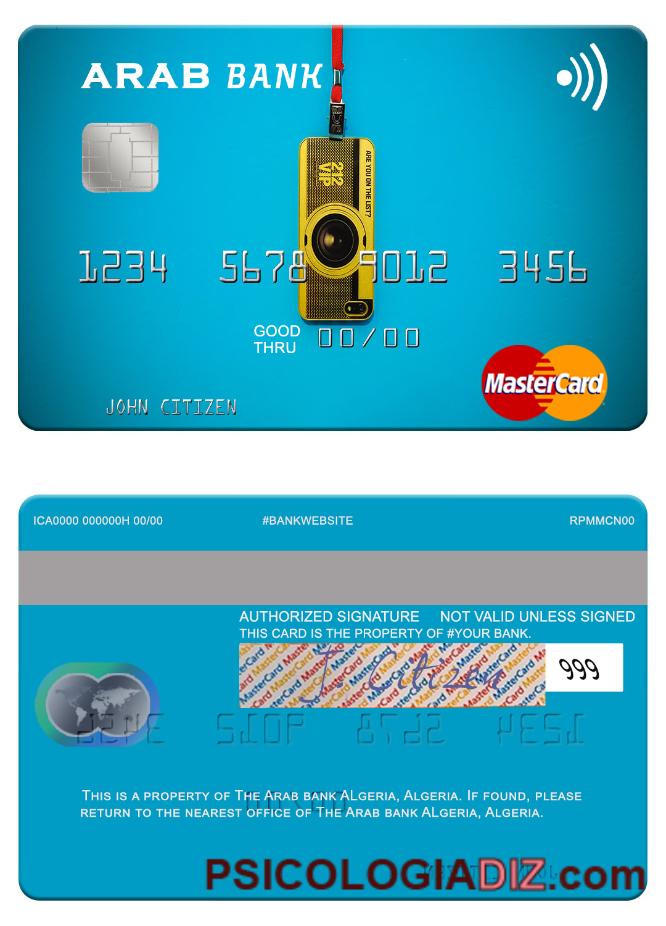 ARAB BANK
212
VIP
ARE YOU ON THE LIST?
1234 5678 9012 3456
GOOD
THRU 00/00
MasterCard
JOHN CITIZEN
ICA0000 000000H 00/00 #BANKWEBSITE RPMMCN00
AUTHORIZED SIGNATURE NOT VALID UNLESS SIGNED
THIS CARD IS THE PROPERTY OF #YOUR BANK.
J Citizen 999
THIS IS A PROPERTY OF THE ARAB BANK ALGERIA, ALGERIA. IF FOUND, PLEASE
RETURN TO THE NEAREST OFFICE OF THE ARAB BANK ALGERIA, ALGERIA.
PSICOLOGIADIZ.com